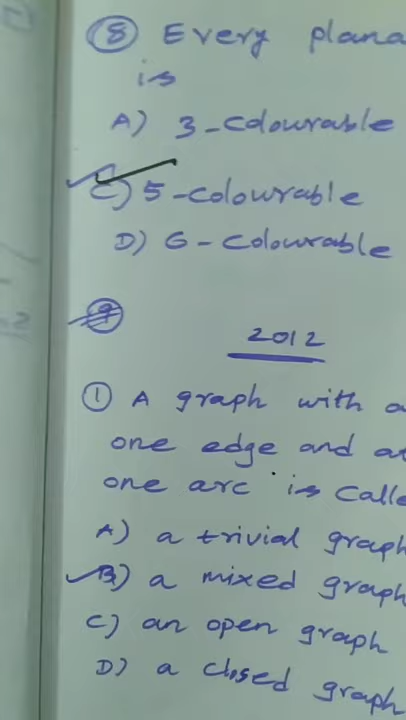 ⑧ Every plana
is
A) 3-colourable
C) 5-colourable
D) 6-colourable
⑨
2012
① A graph with a
one edge and at
one arc is calle
A) a trivial graph
B) a mixed graph
C) an open graph
D) a closed graph